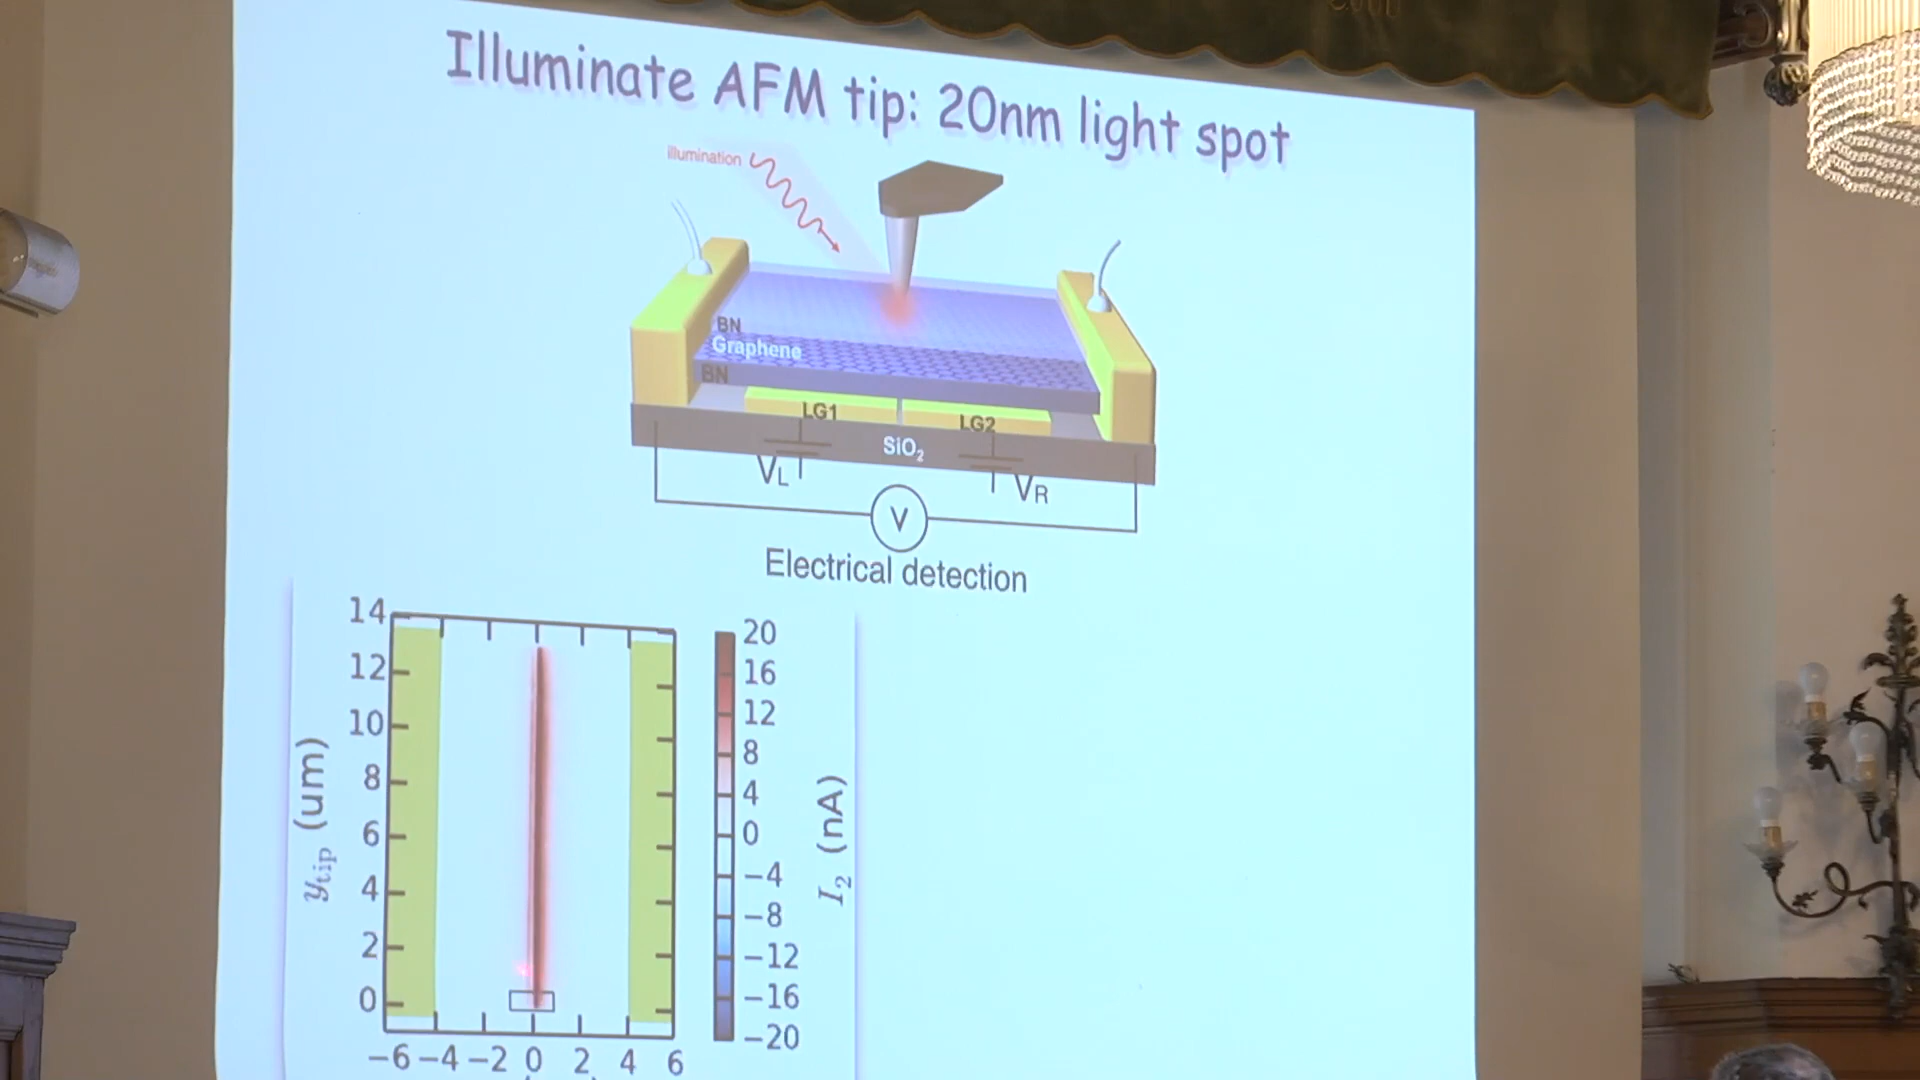 Illuminate AFM tip: 20nm light spot
illumination
BN
Graphene
BN
LG1
LG2
SiO₂
VL
VR
V
Electrical detection
14
12
10
8
6
4
2
0
ytip (um)
−6 −4 −2 0 2 4 6
20
16
12
8
4
0
−4
−8
−12
−16
−20
I₂ (nA)